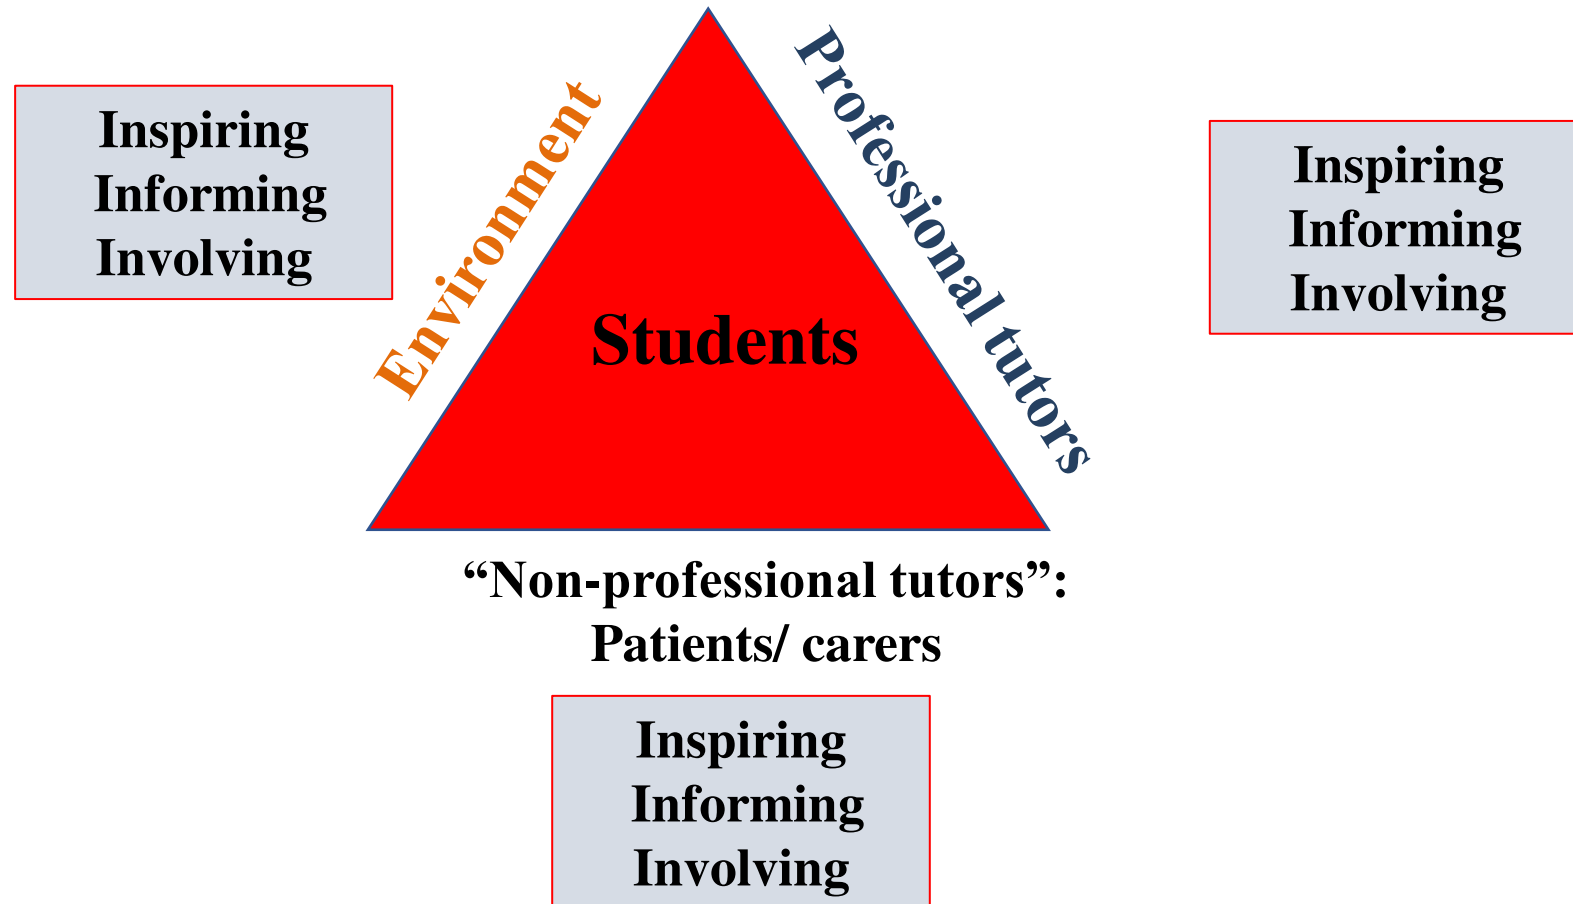 Inspiring
Informing
Involving
Environment
Students
Professional tutors
Inspiring
Informing
Involving
“Non-professional tutors”:
Patients/ carers
Inspiring
Informing
Involving